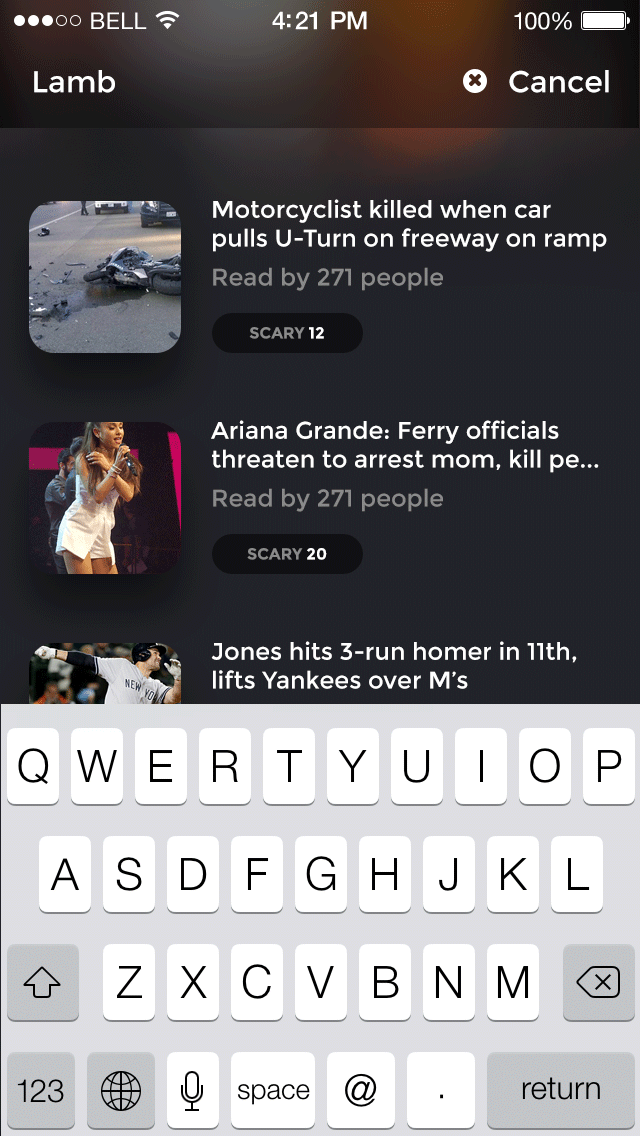 BELL 4:21 PM 100%
Lamb Cancel
Motorcyclist killed when car
pulls U-Turn on freeway on ramp
Read by 271 people
SCARY 12
Ariana Grande: Ferry officials
threaten to arrest mom, kill pe...
Read by 271 people
SCARY 20
NEW YO
Jones hits 3-run homer in 11th,
lifts Yankees over M’s
Q W E R T Y U I O P
A S D F G H J K L
Z X C V B N M
123 space @ . return